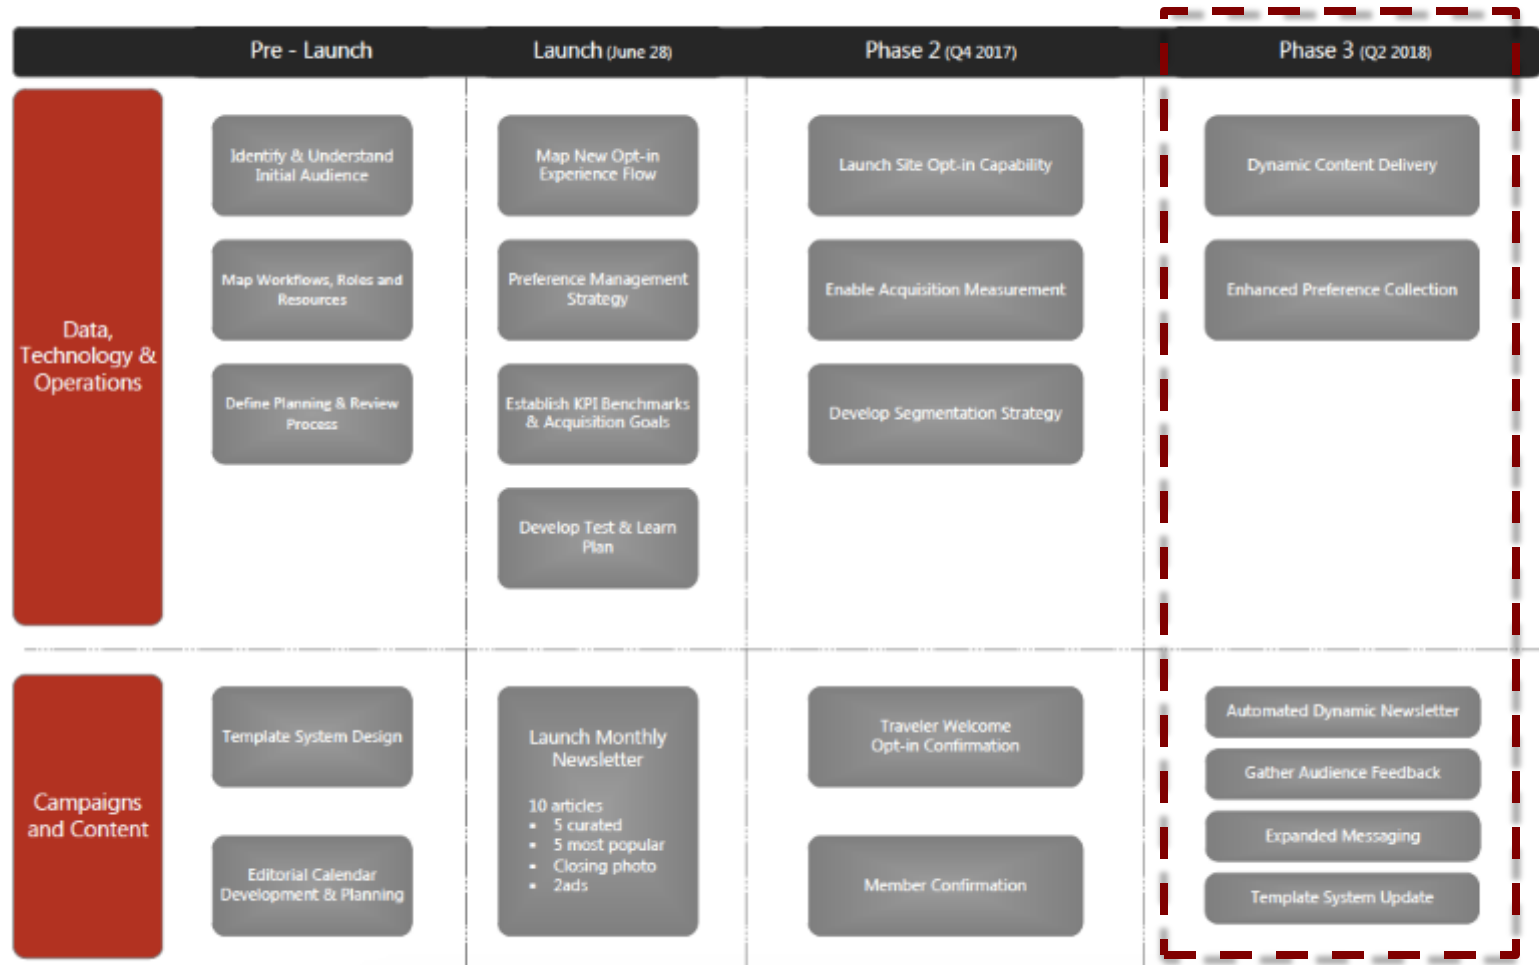 Pre - Launch
Launch (June 28)
Phase 2 (Q4 2017)
Phase 3 (Q2 2018)
Data,
Technology &
Operations
Identify & Understand
Initial Audience
Map Workflows, Roles and
Resources
Define Planning & Review
Process
Map New Opt-in
Experience Flow
Preference Management
Strategy
Establish KPI Benchmarks
& Acquisition Goals
Develop Test & Learn
Plan
Launch Site Opt-in Capability
Enable Acquisition Measurement
Develop Segmentation Strategy
Dynamic Content Delivery
Enhanced Preference Collection
Campaigns
and Content
Template System Design
Editorial Calendar
Development & Planning
Launch Monthly
Newsletter
10 articles
▪ 5 curated
▪ 5 most popular
▪ Closing photo
▪ 2ads
Traveler Welcome
Opt-in Confirmation
Member Confirmation
Automated Dynamic Newsletter
Gather Audience Feedback
Expanded Messaging
Template System Update